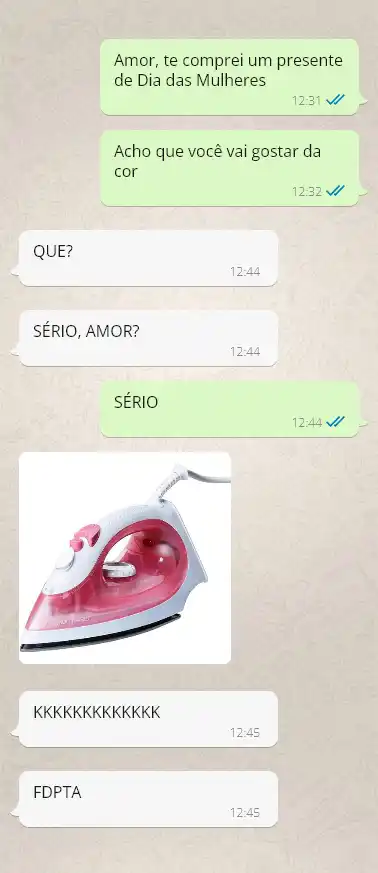 Amor, te comprei um presente
de Dia das Mulheres
12:31
Acho que você vai gostar da
cor
12:32
QUE?
12:44
SÉRIO, AMOR?
12:44
SÉRIO
12:44
KKKKKKKKKKKKK
12:45
FDPTA
12:45